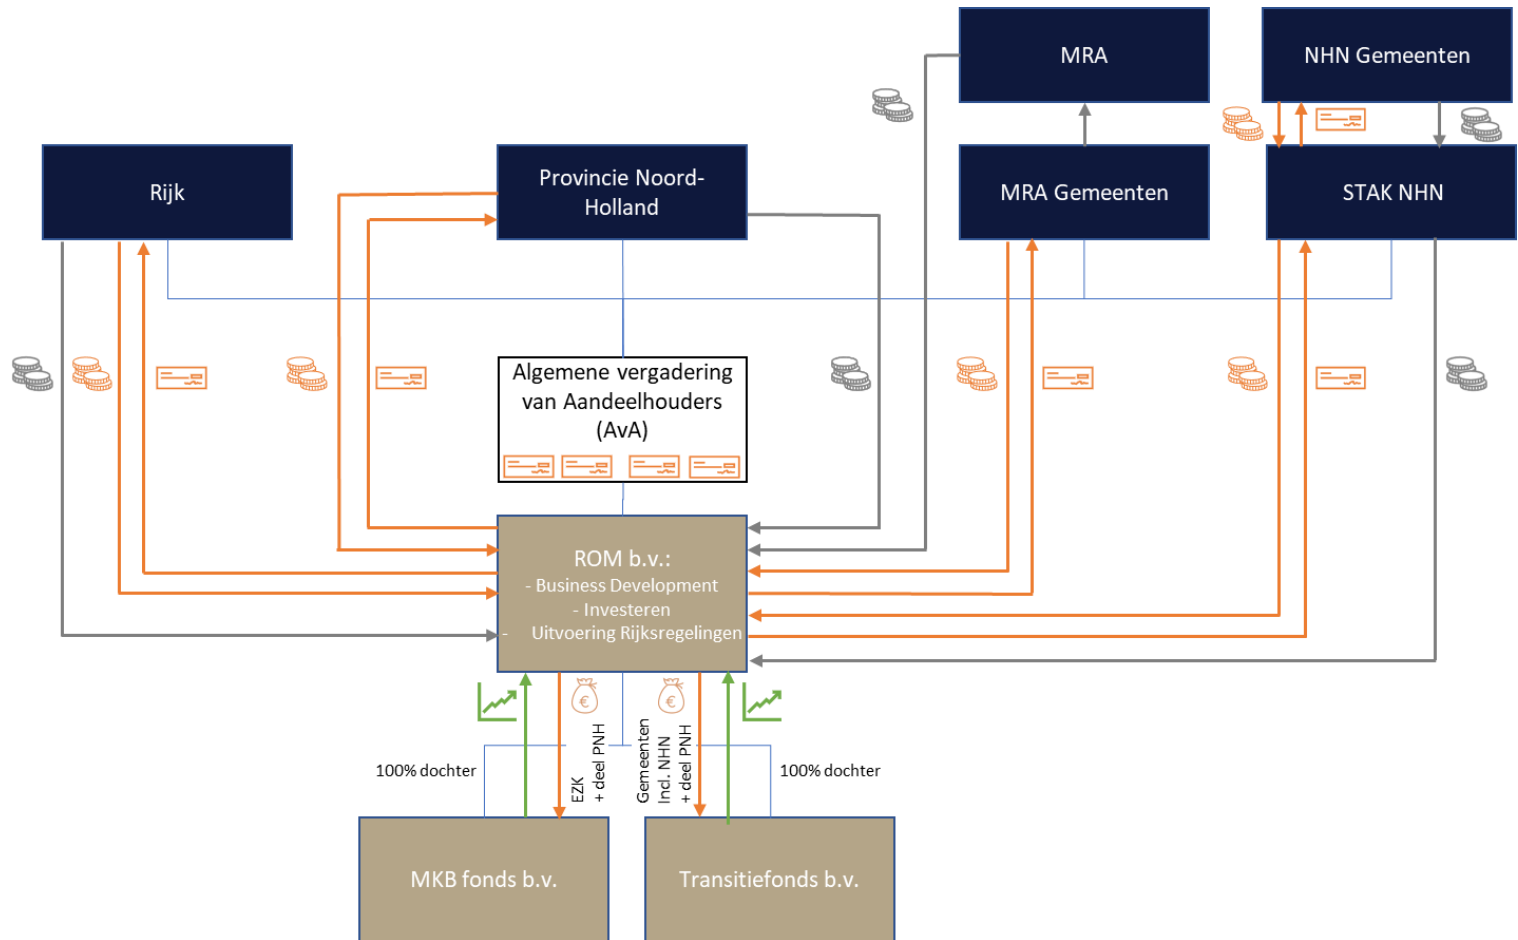 MRA
NHN Gemeenten
Rijk
Provincie Noord-
Holland
MRA Gemeenten
STAK NHN
Algemene vergadering
van Aandeelhouders
(AvA)
ROM b.v.:
- Business Development
- Investeren
- Uitvoering Rijksregelingen
100% dochter
EZK
+ deel PNH
Gemeenten
Incl. NHN
+ deel PNH
100% dochter
MKB fonds b.v.
Transitiefonds b.v.